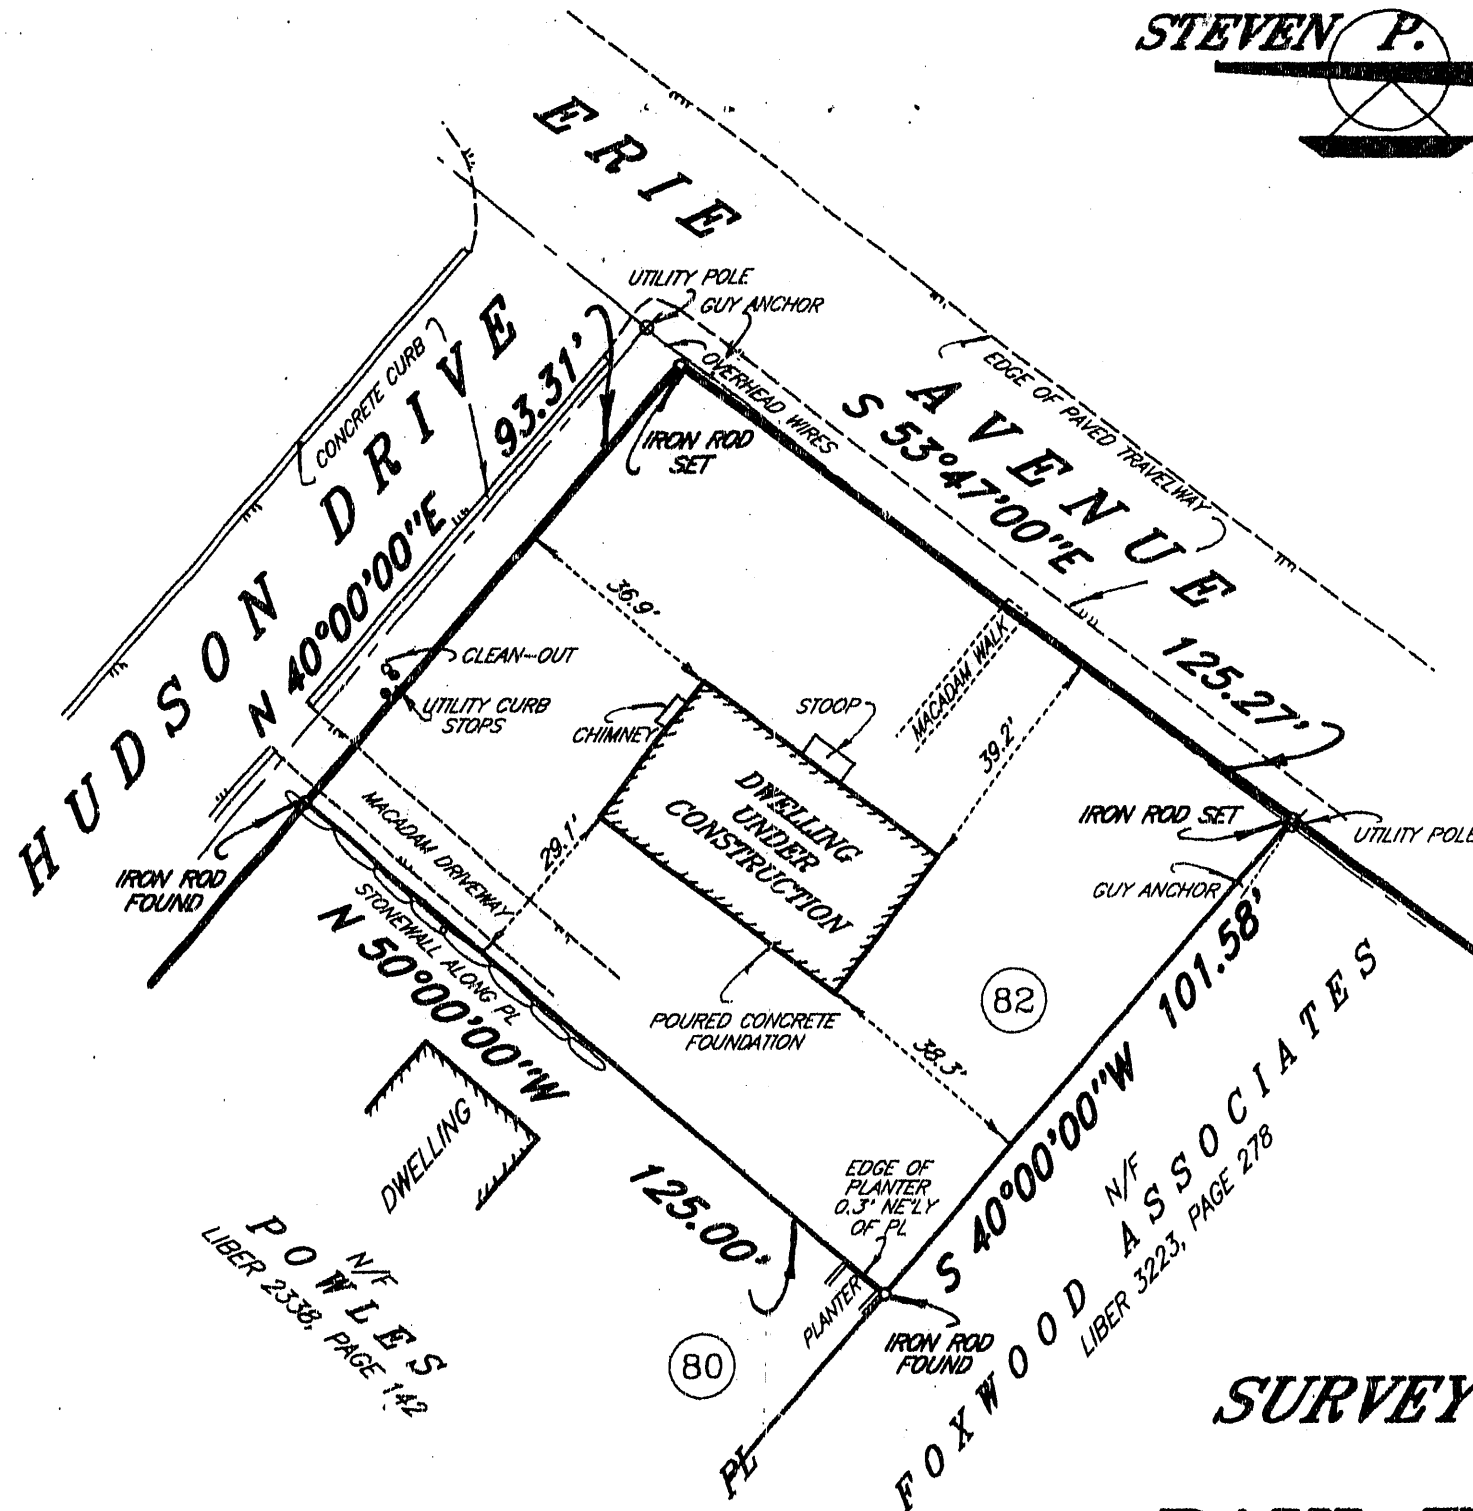 STEVEN P.
ERIE
AVENUE
UTILITY POLE
GUY ANCHOR
OVERHEAD WIRES
EDGE OF PAVED TRAVELWAY
S 53°47'00"E
125.27'
HUDSON DRIVE
CONCRETE CURB
N 40°00'00"E
93.31'
IRON ROD
SET
36.9'
CLEAN-OUT
UTILITY CURB
STOPS
CHIMNEY
STOOP
MACADAM WALK
39.2'
DWELLING
UNDER
CONSTRUCTION
29.1'
MACADAM DRIVEWAY
IRON ROD SET
UTILITY POLE
GUY ANCHOR
IRON ROD
FOUND
STONEWALL ALONG PL
N 50°00'00"W
125.00'
POURED CONCRETE
FOUNDATION
82
38.3'
S 40°00'00"W 101.58'
DWELLING
EDGE OF
PLANTER
0.3' NE'LY
OF PL
PLANTER
IRON ROD
FOUND
N/F
POWLES
LIBER 2338, PAGE 142
80
N/F
FOXWOOD ASSOCIATES
LIBER 3223, PAGE 278
PL
SURVEY